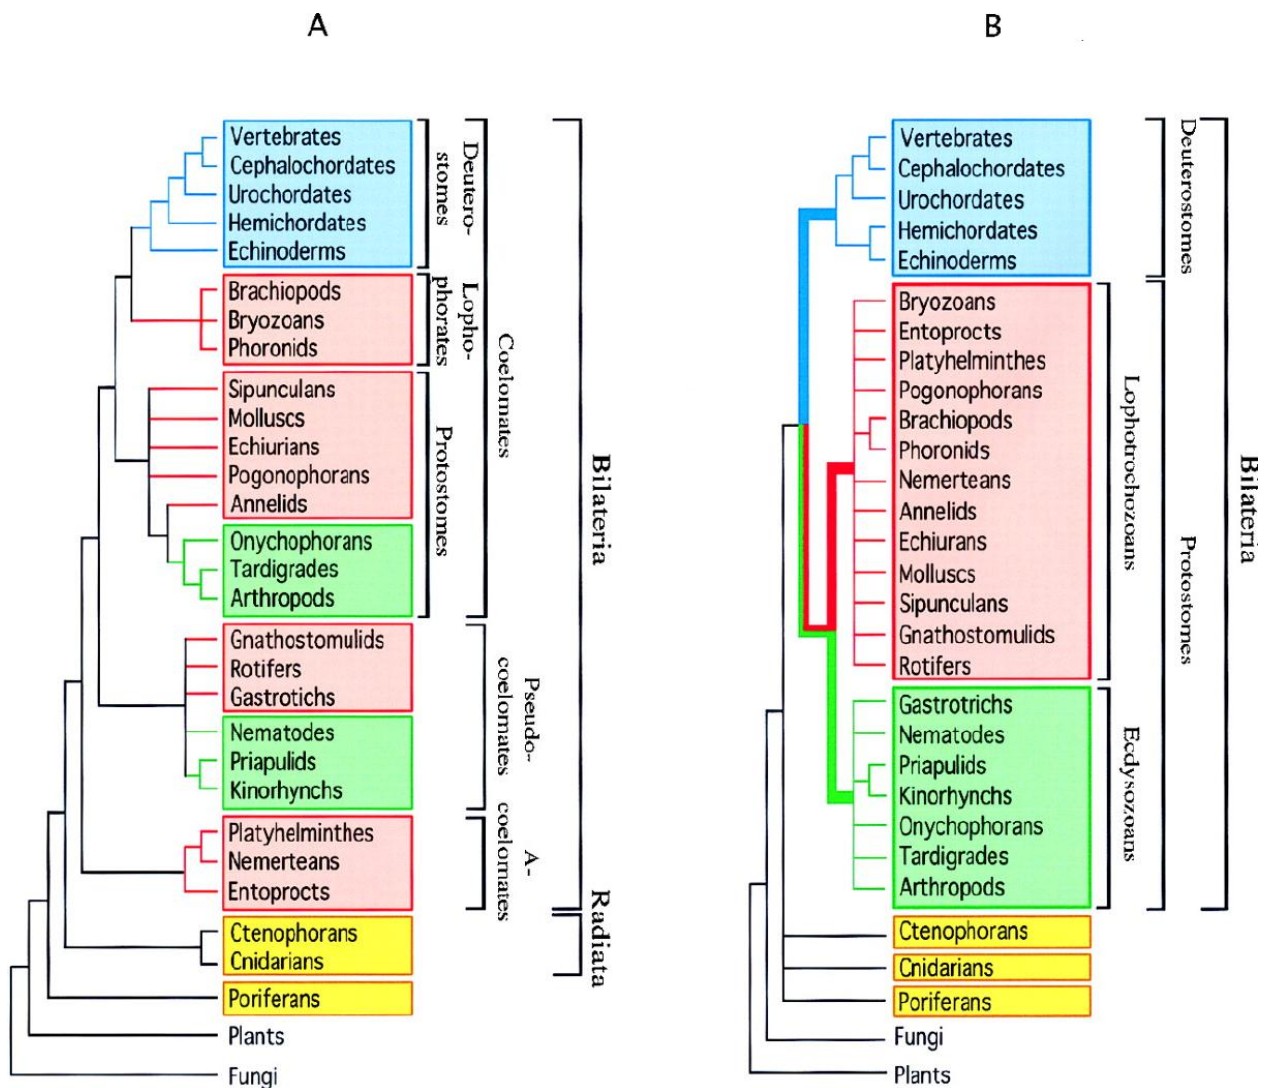 A
Vertebrates
Cephalochordates
Urochordates
Hemichordates
Echinoderms
Brachiopods
Bryozoans
Phoronids
Sipunculans
Molluscs
Echiurians
Pogonophorans
Annelids
Onychophorans
Tardigrades
Arthropods
Gnathostomulids
Rotifers
Gastrotichs
Nematodes
Priapulids
Kinorhynchs
Platyhelminthes
Nemerteans
Entoprocts
Ctenophorans
Cnidarians
Poriferans
Plants
Fungi
Deutero-
stomes
Lopho-
phorates
Protostomes
Coelomates
Pseudo-
coelomates
A-
coelomates
Bilateria
Radiata
B
Vertebrates
Cephalochordates
Urochordates
Hemichordates
Echinoderms
Bryozoans
Entoprocts
Platyhelminthes
Pogonophorans
Brachiopods
Phoronids
Nemerteans
Annelids
Echiurans
Molluscs
Sipunculans
Gnathostomulids
Rotifers
Gastrotrichs
Nematodes
Priapulids
Kinorhynchs
Onychophorans
Tardigrades
Arthropods
Ctenophorans
Cnidarians
Poriferans
Fungi
Plants
Deuterostomes
Lophotrochozoans
Ecdysozoans
Protostomes
Bilateria